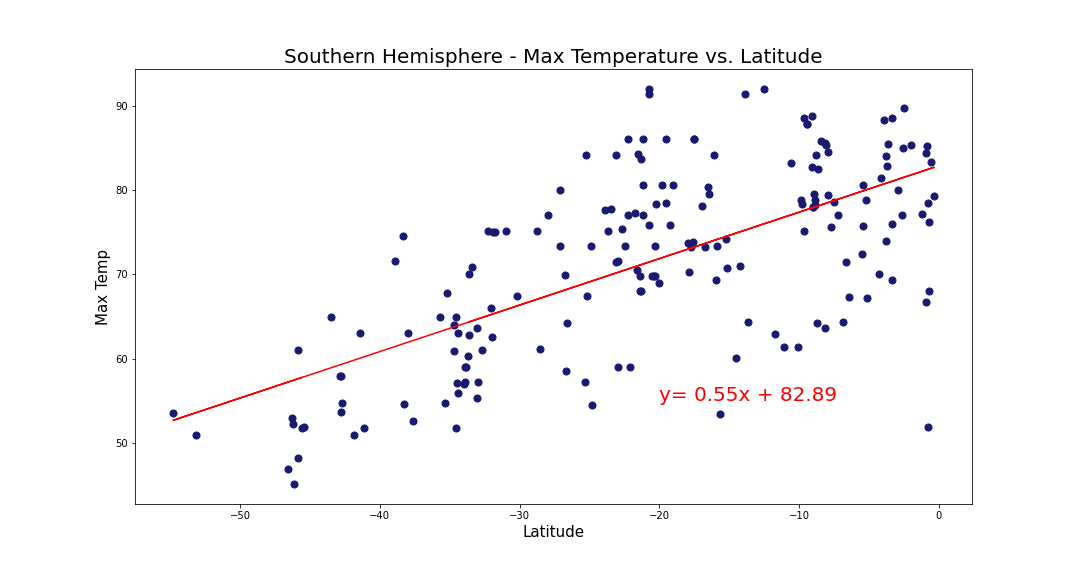 Southern Hemisphere - Max Temperature vs. Latitude
90
80
70
60
50
Max Temp
y= 0.55x + 82.89
−50
−40
−30
−20
−10
0
Latitude